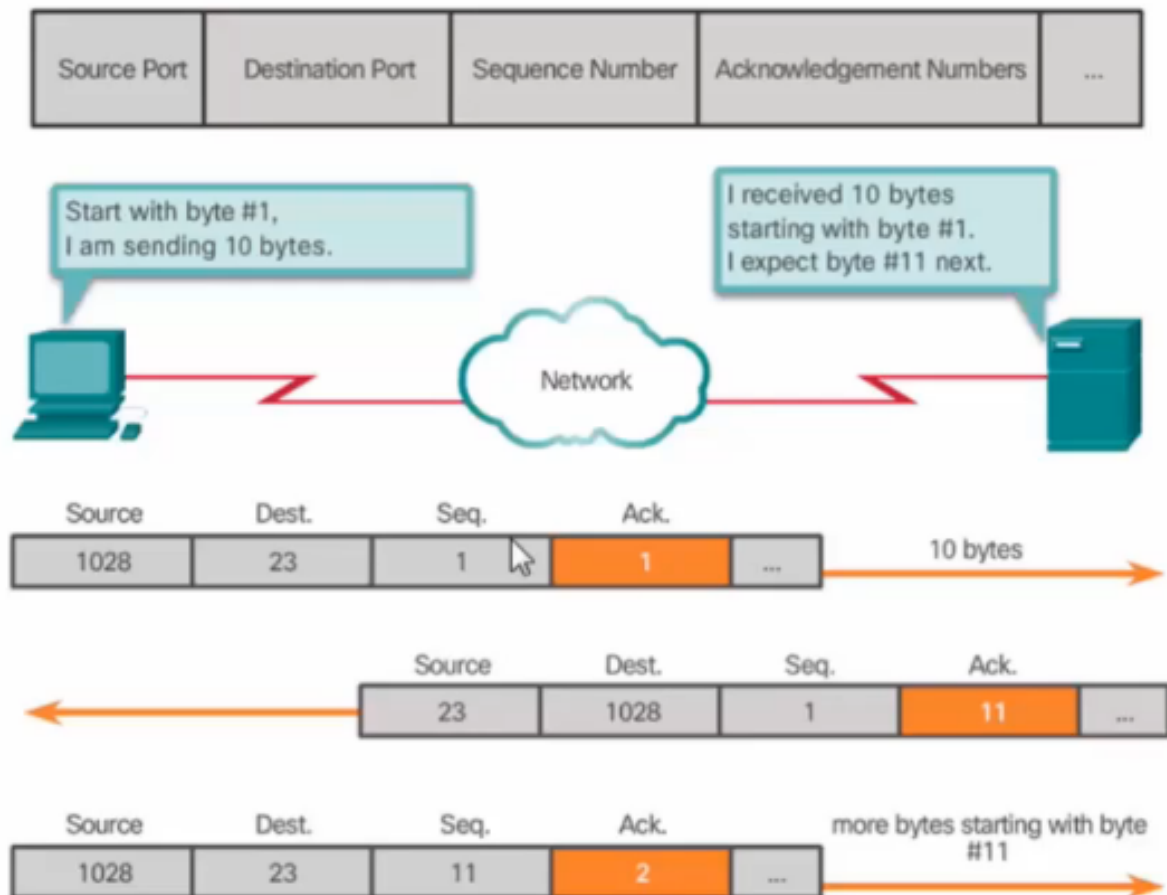 Source Port Destination Port Sequence Number Acknowledgement Numbers ...
Start with byte #1,
I am sending 10 bytes.
I received 10 bytes
starting with byte #1.
I expect byte #11 next.
Network
Source Dest. Seq. Ack.
1028 23 1 1 ...
10 bytes
Source Dest. Seq. Ack.
23 1028 1 11 ...
Source Dest. Seq. Ack.
1028 23 11 2 ...
more bytes starting with byte
#11